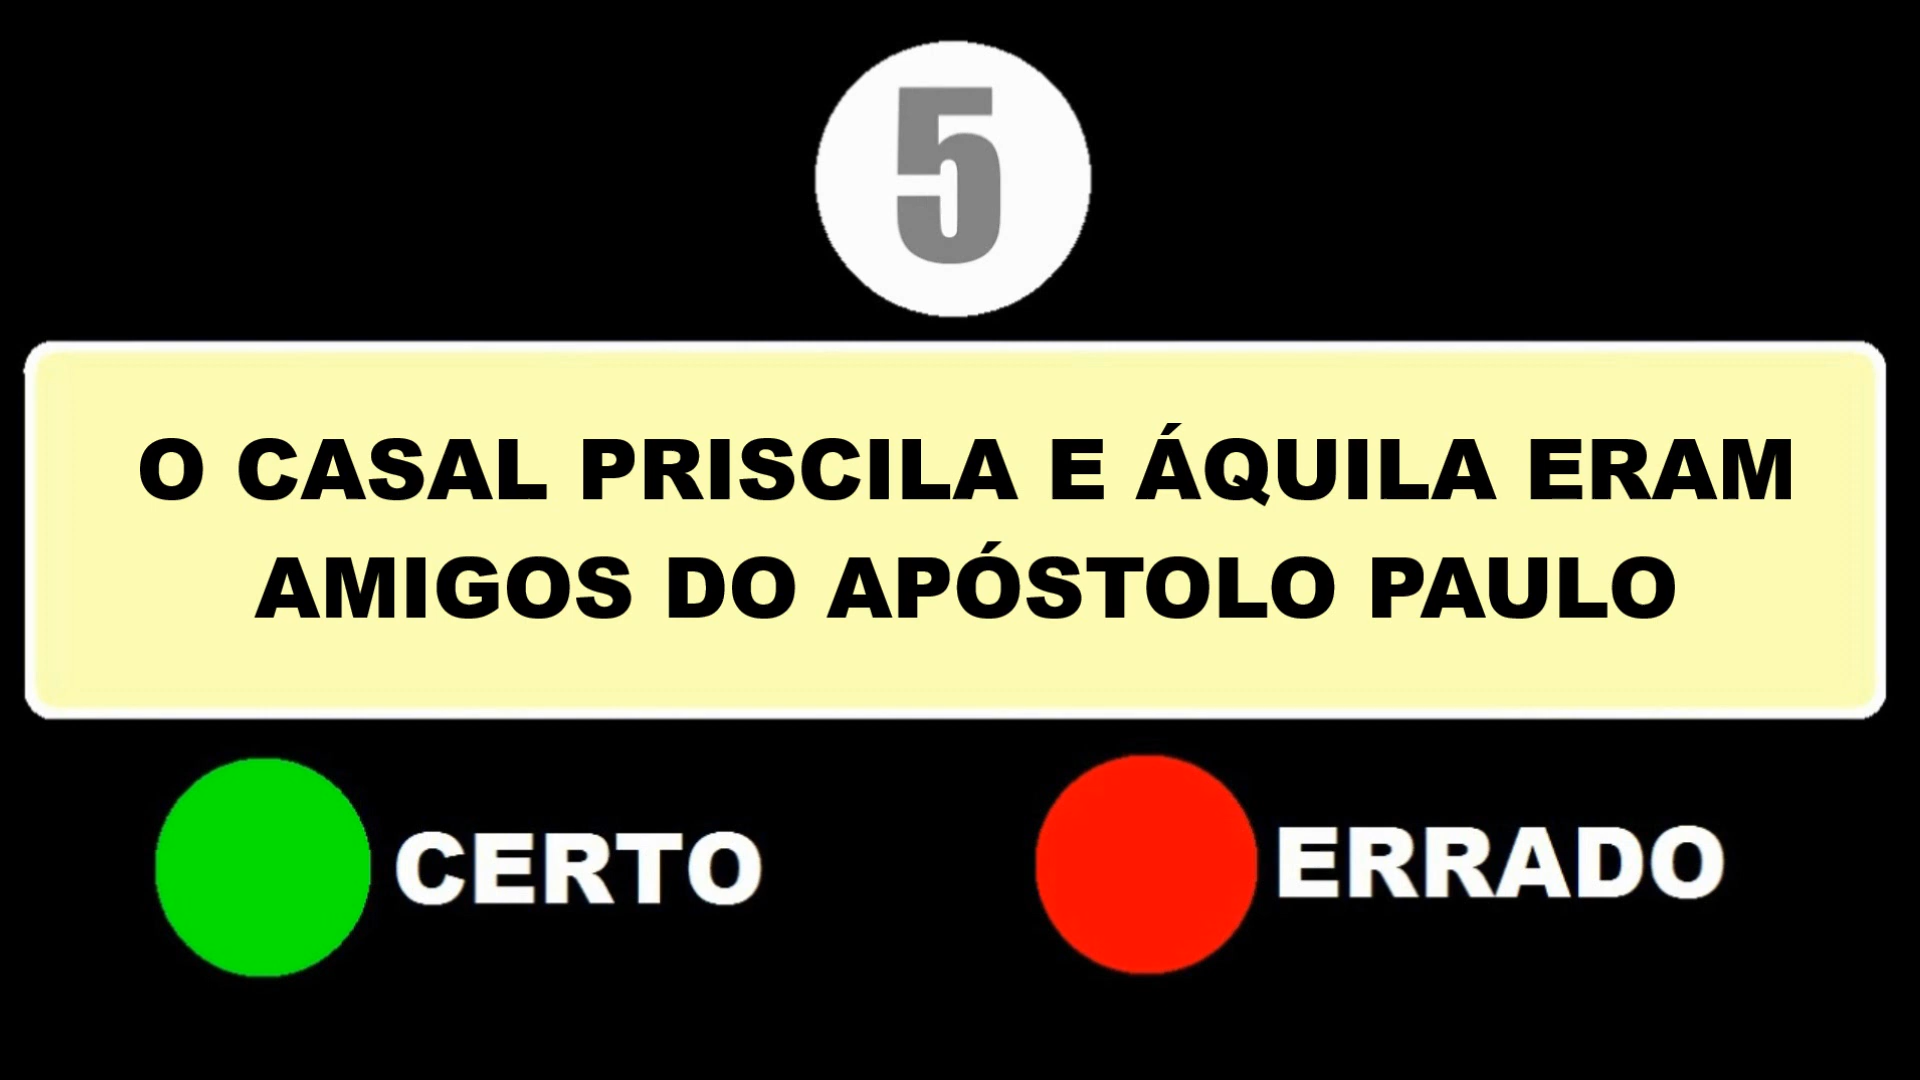 5
O CASAL PRISCILA E ÁQUILA ERAM
AMIGOS DO APÓSTOLO PAULO
CERTO
ERRADO